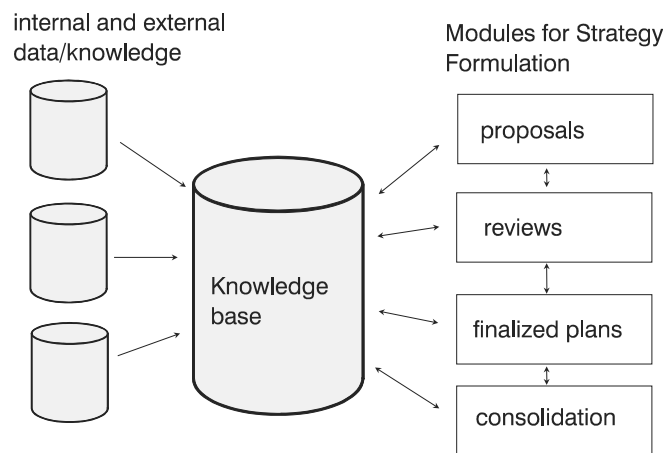 internal and external
data/knowledge
Modules for Strategy
Formulation
proposals
reviews
Knowledge
base
finalized plans
consolidation